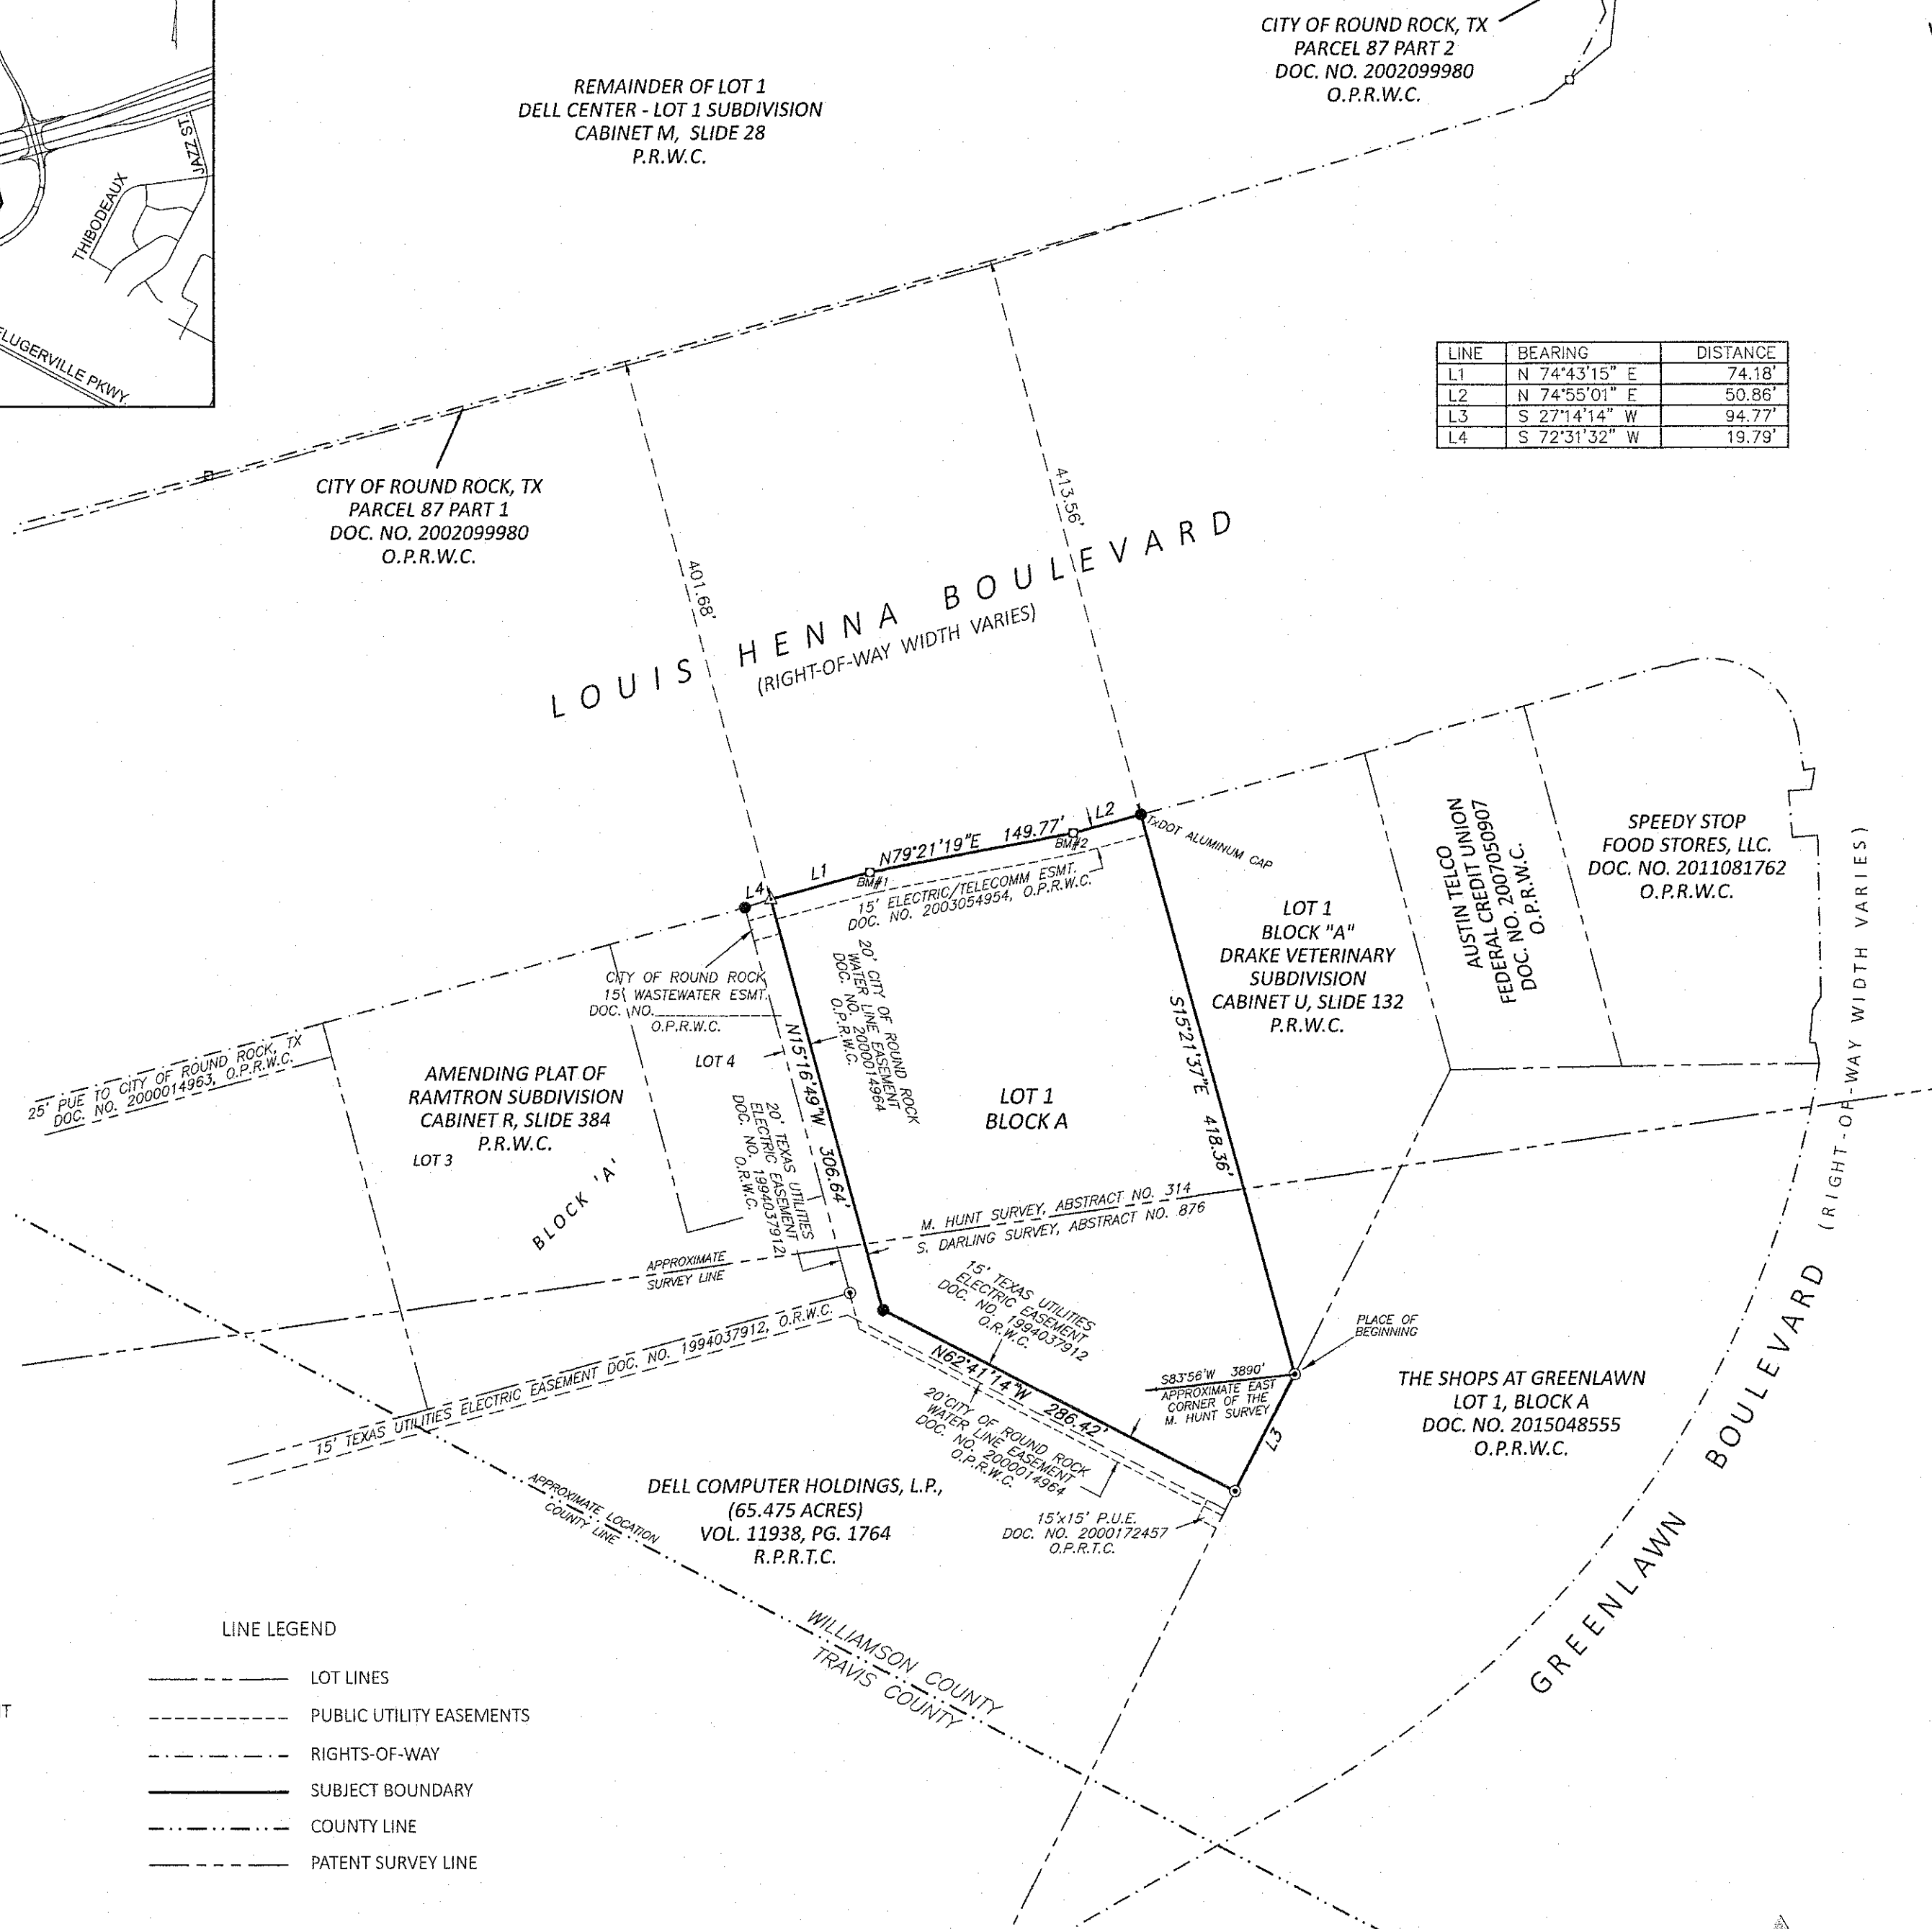 JAZZ ST.
THIBODEAUX
FLUGERVILLE PKWY.
CITY OF ROUND ROCK, TX
PARCEL 87 PART 2
DOC. NO. 2002099980
O.P.R.W.C.
REMAINDER OF LOT 1
DELL CENTER - LOT 1 SUBDIVISION
CABINET M, SLIDE 28
P.R.W.C.
LINE BEARING DISTANCE
L1 N 74°43'15" E 74.18'
L2 N 74°55'01" E 50.86'
L3 S 27°14'14" W 94.77'
L4 S 72°31'32" W 19.79'
CITY OF ROUND ROCK, TX
PARCEL 87 PART 1
DOC. NO. 2002099980
O.P.R.W.C.
401.68'
413.56'
LOUIS HENNA BOULEVARD
(RIGHT-OF-WAY WIDTH VARIES)
L4
L1
N79°21'19"E 149.77'
L2
BM#1
BM#2
TxDOT ALUMINUM CAP
15' ELECTRIC/TELECOMM ESMT.
DOC. NO. 2003054954, O.P.R.W.C.
CITY OF ROUND ROCK
15' WASTEWATER ESMT.
DOC. NO.______________
O.P.R.W.C.
20' CITY OF ROUND ROCK
WATER LINE EASEMENT
DOC. NO. 2000014964
O.P.R.W.C.
N15°16'49"W 306.64'
LOT 4
20' TEXAS UTILITIES
ELECTRIC EASEMENT
DOC. NO. 1994037912
O.R.W.C.
LOT 1
BLOCK A
S15°21'37"E 418.36'
LOT 1
BLOCK "A"
DRAKE VETERINARY
SUBDIVISION
CABINET U, SLIDE 132
P.R.W.C.
AUSTIN TELCO
FEDERAL CREDIT UNION
DOC. NO. 2007050907
O.P.R.W.C.
SPEEDY STOP
FOOD STORES, LLC.
DOC. NO. 2011081762
O.P.R.W.C.
25' PUE TO CITY OF ROUND ROCK, TX
DOC. NO. 2000014963, O.P.R.W.C.
AMENDING PLAT OF
RAMTRON SUBDIVISION
CABINET R, SLIDE 384
P.R.W.C.
LOT 3
BLOCK 'A'
M. HUNT SURVEY, ABSTRACT NO. 314
S. DARLING SURVEY, ABSTRACT NO. 876
APPROXIMATE
SURVEY LINE
15' TEXAS UTILITIES
ELECTRIC EASEMENT
DOC. NO. 1994037912
O.R.W.C.
15' TEXAS UTILITIES ELECTRIC EASEMENT DOC. NO. 1994037912, O.R.W.C.
N62°41'14"W 286.42'
20'CITY OF ROUND ROCK
WATER LINE EASEMENT
DOC. NO. 2000014964
O.P.R.W.C.
PLACE OF
BEGINNING
S83°56'W 3890'
APPROXIMATE EAST
CORNER OF THE
M. HUNT SURVEY
L3
THE SHOPS AT GREENLAWN
LOT 1, BLOCK A
DOC. NO. 2015048555
O.P.R.W.C.
DELL COMPUTER HOLDINGS, L.P.,
(65.475 ACRES)
VOL. 11938, PG. 1764
R.P.R.T.C.
15'x15' P.U.E.
DOC. NO. 2000172457
O.P.R.T.C.
APPROXIMATE LOCATION
COUNTY LINE
WILLIAMSON COUNTY
TRAVIS COUNTY
GREENLAWN BOULEVARD (RIGHT-OF-WAY WIDTH VARIES)
LINE LEGEND
LOT LINES
PUBLIC UTILITY EASEMENTS
RIGHTS-OF-WAY
SUBJECT BOUNDARY
COUNTY LINE
PATENT SURVEY LINE